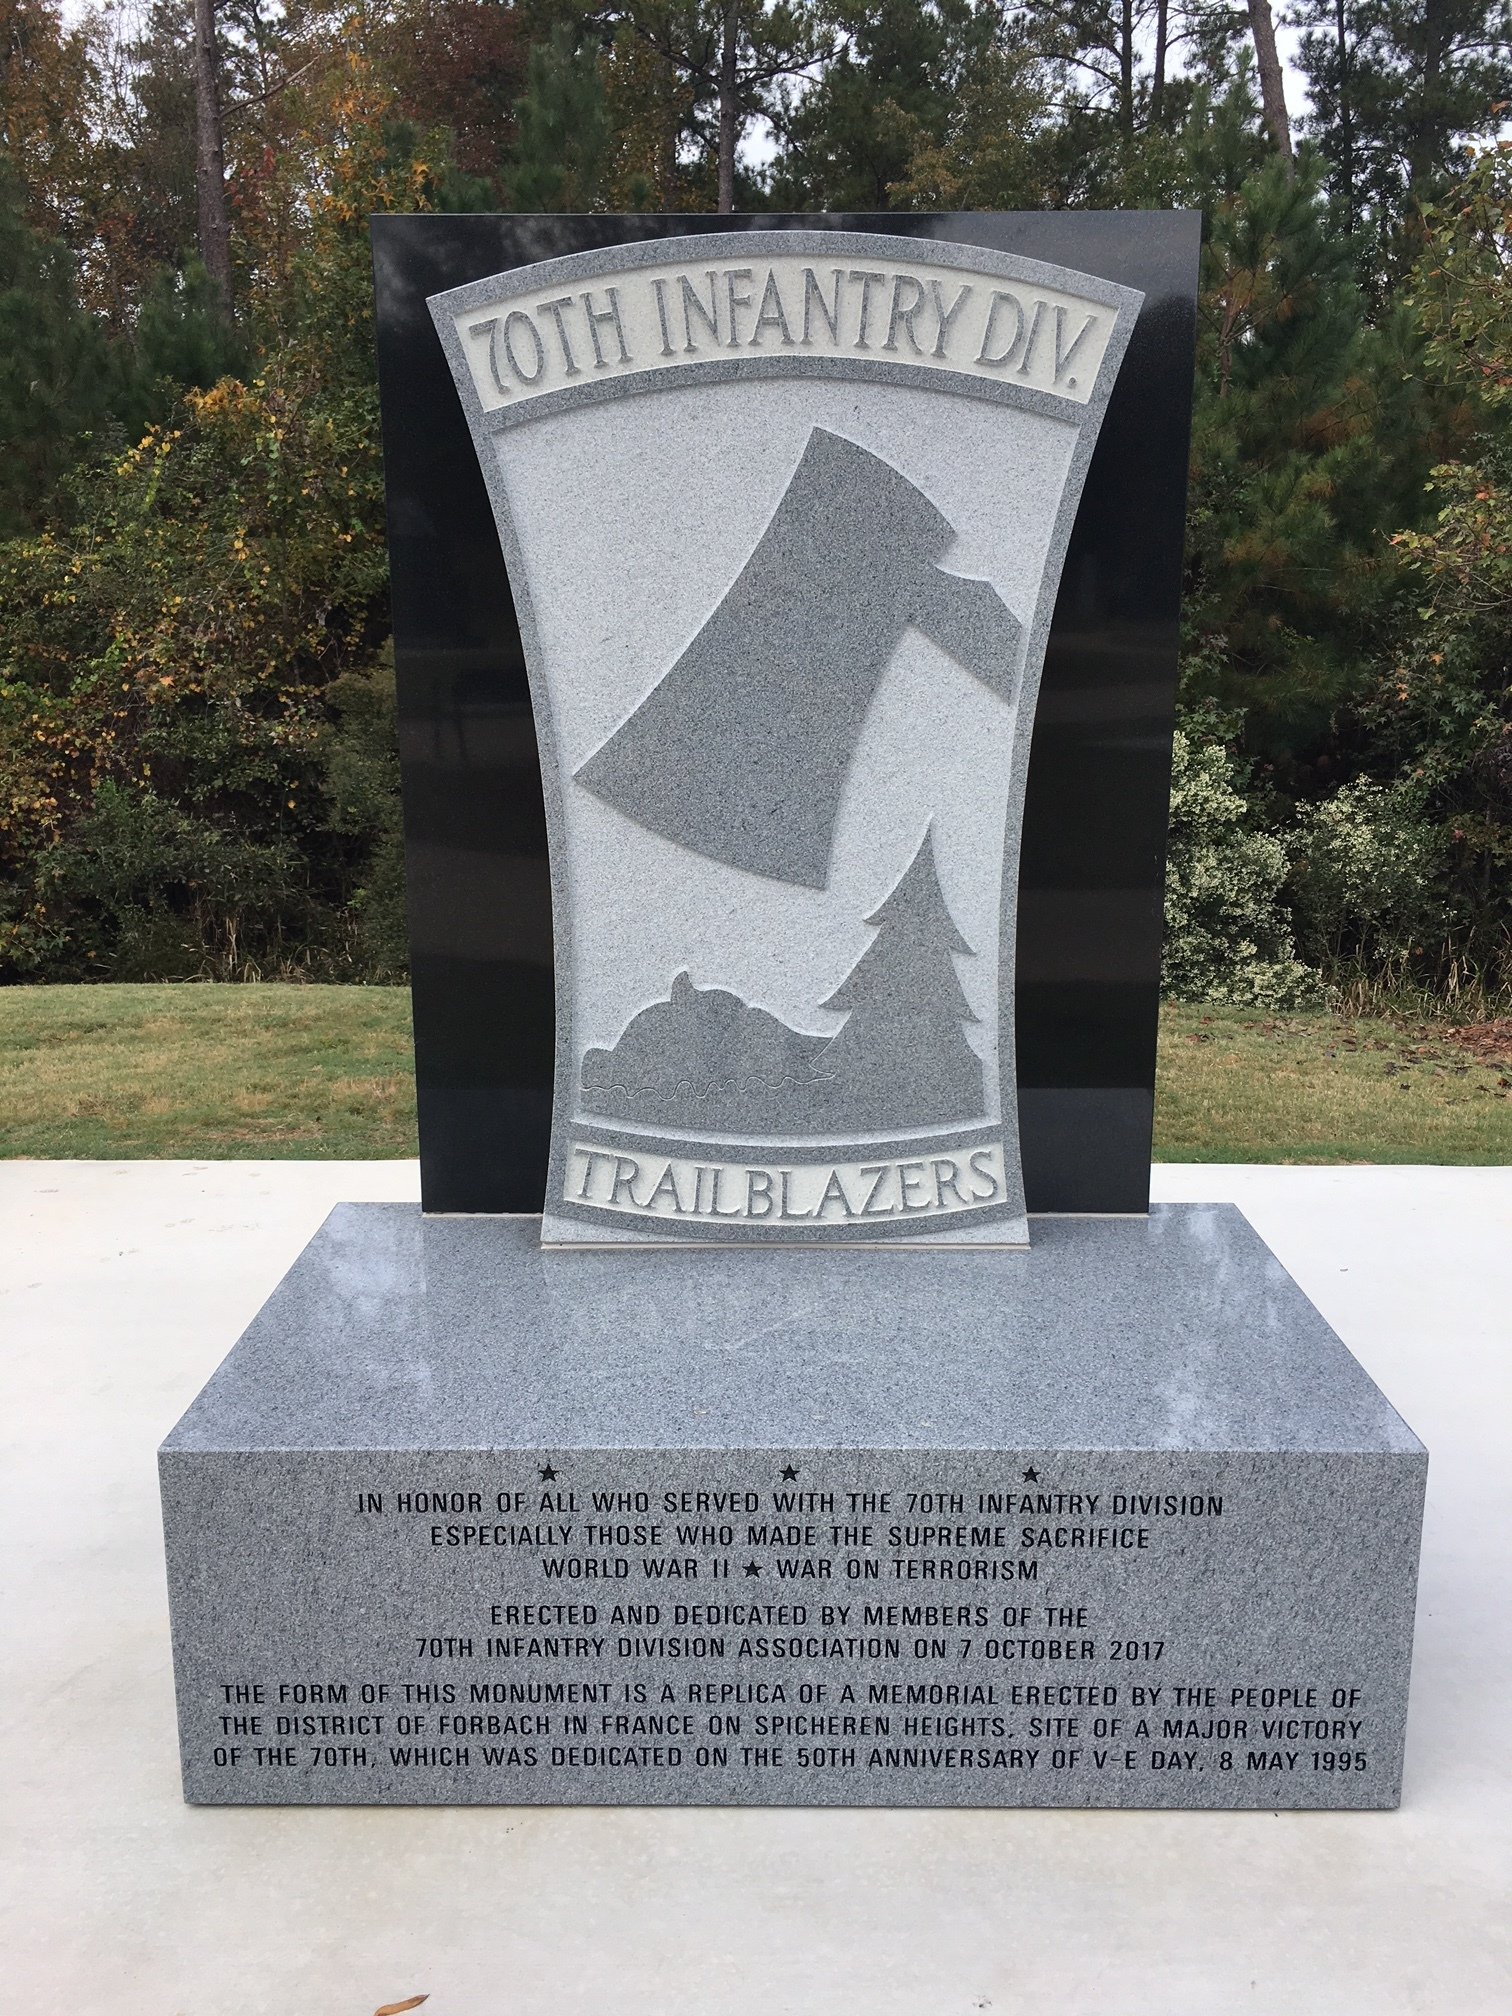 70TH INFANTRY DIV.
TRAILBLAZERS
IN HONOR OF ALL WHO SERVED WITH THE 70TH INFANTRY DIVISION
ESPECIALLY THOSE WHO MADE THE SUPREME SACRIFICE
WORLD WAR II ★ WAR ON TERRORISM
ERECTED AND DEDICATED BY MEMBERS OF THE
70TH INFANTRY DIVISION ASSOCIATION ON 7 OCTOBER 2017
THE FORM OF THIS MONUMENT IS A REPLICA OF A MEMORIAL ERECTED BY THE PEOPLE OF
THE DISTRICT OF FORBACH IN FRANCE ON SPICHEREN HEIGHTS, SITE OF A MAJOR VICTORY
OF THE 70TH, WHICH WAS DEDICATED ON THE 50TH ANNIVERSARY OF V-E DAY, 8 MAY 1995